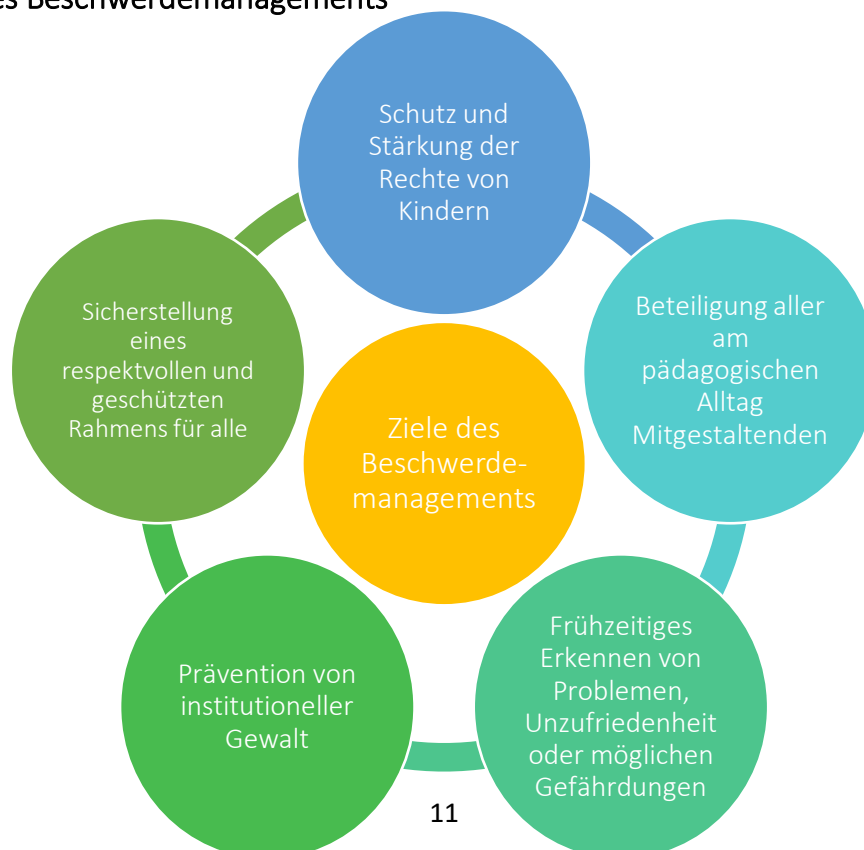 es Beschwerdemanagements
Schutz und
Stärkung der
Rechte von
Kindern
Beteiligung aller
am
pädagogischen
Alltag
Mitgestaltenden
Frühzeitiges
Erkennen von
Problemen,
Unzufriedenheit
oder möglichen
Gefährdungen
Prävention von
institutioneller
Gewalt
Sicherstellung
eines
respektvollen und
geschützten
Rahmens für alle
Ziele des
Beschwerde-
managements
11